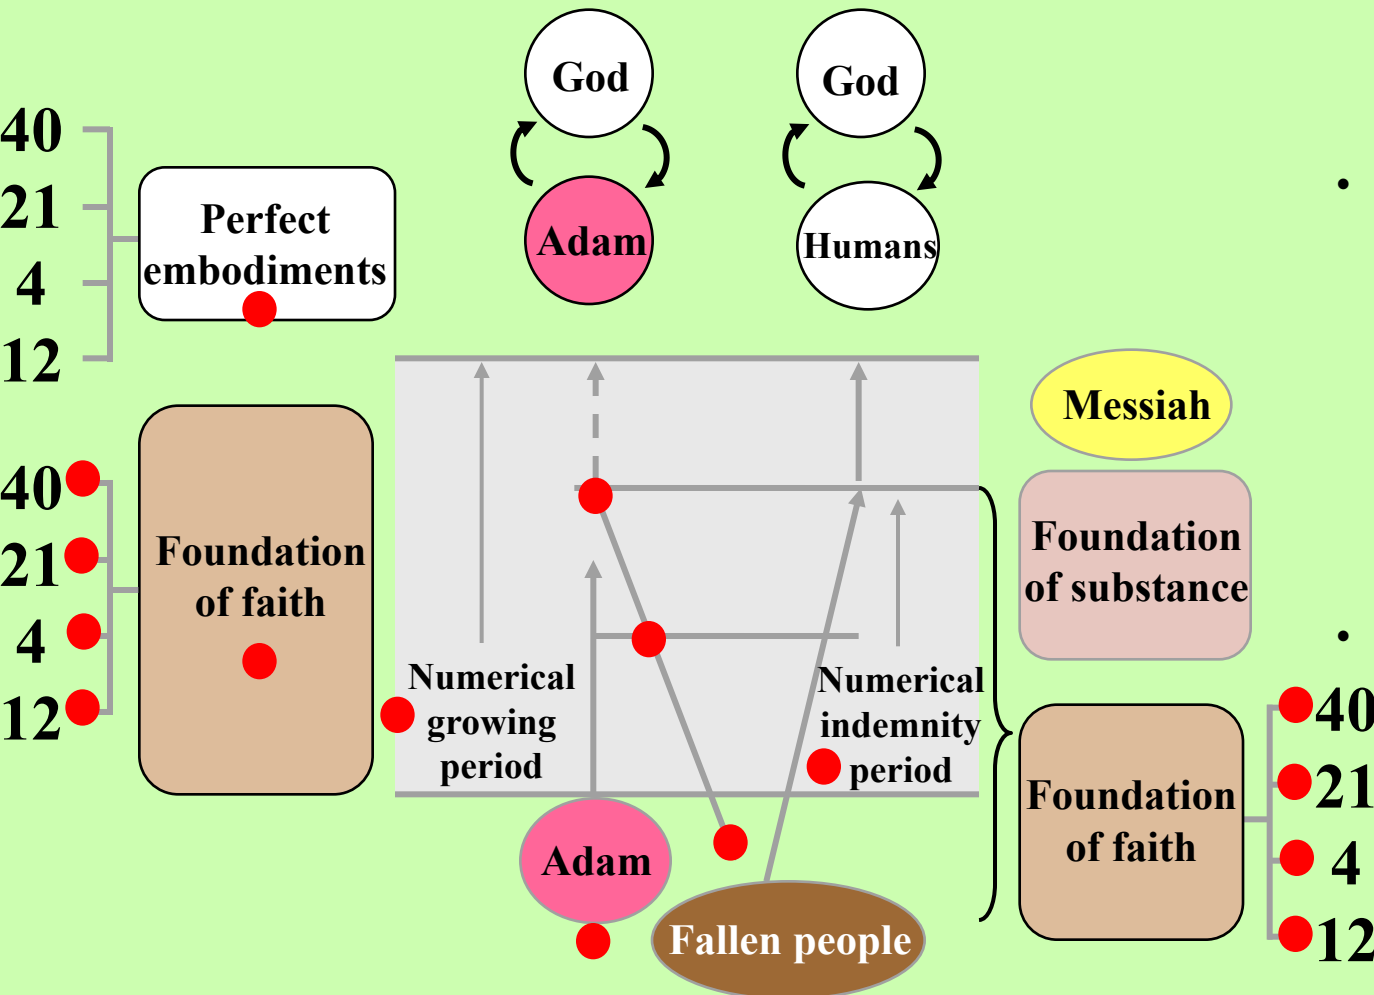 God
God
40
21
4
12
Perfect
embodiments
Adam
Humans
Messiah
40
21
4
12
Foundation
of faith
Foundation
of substance
Numerical
growing
period
Numerical
indemnity
period
Foundation
of faith
40
21
4
12
Adam
Fallen people